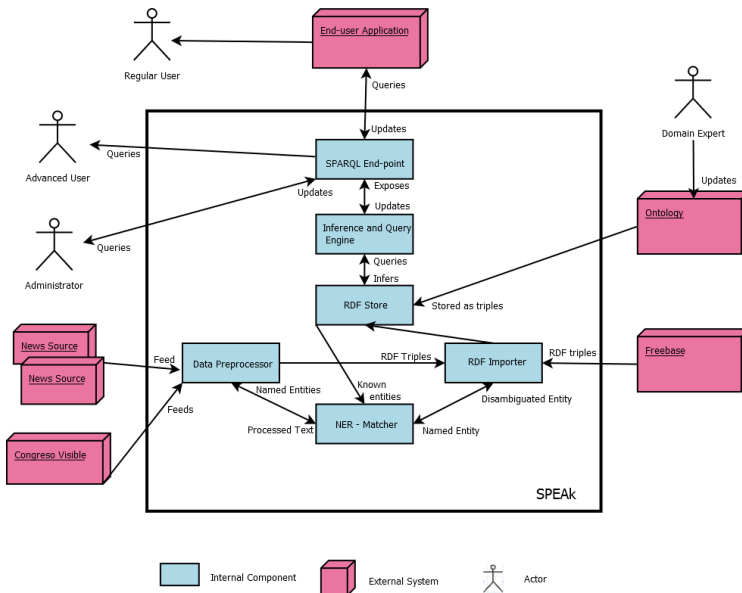 End-user Application
Regular User
Queries
Domain Expert
Updates
SPARQL End-point
Queries
Advanced User
Exposes
Updates
Updates
Updates
Ontology
Inference and Query
Engine
Queries
Administrator
Queries
Infers
RDF Store
Stored as triples
News Source
Feed
Data Preprocessor
RDF Triples
RDF Importer
RDF triples
Freebase
News Source
Named Entities
Known
entities
Disambiguated Entity
Feeds
Processed Text
NER - Matcher
Named Entity
Congreso Visible
SPEAk
Internal Component
External System
Actor